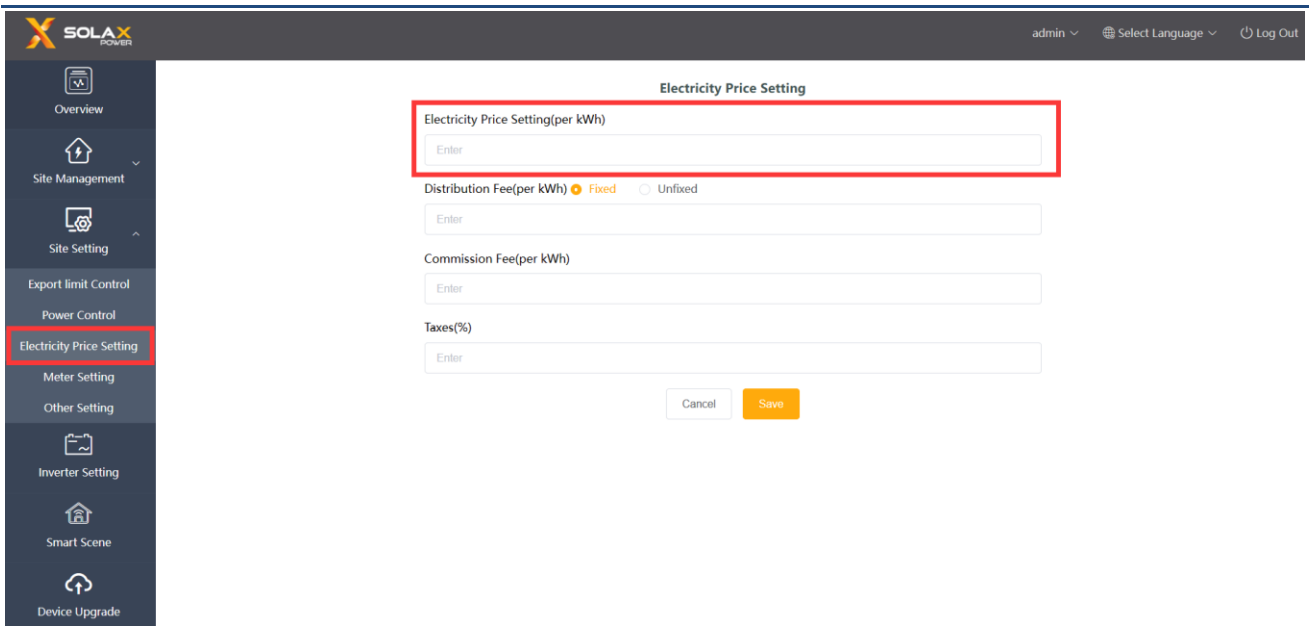 SOLAX
POWER
admin
Select Language
Log Out
Overview
Site Management
Site Setting
Export limit Control
Power Control
Electricity Price Setting
Meter Setting
Other Setting
Inverter Setting
Smart Scene
Device Upgrade
Electricity Price Setting
Electricity Price Setting(per kWh)
Enter
Distribution Fee(per kWh) Fixed Unfixed
Enter
Commission Fee(per kWh)
Enter
Taxes(%)
Enter
Cancel Save